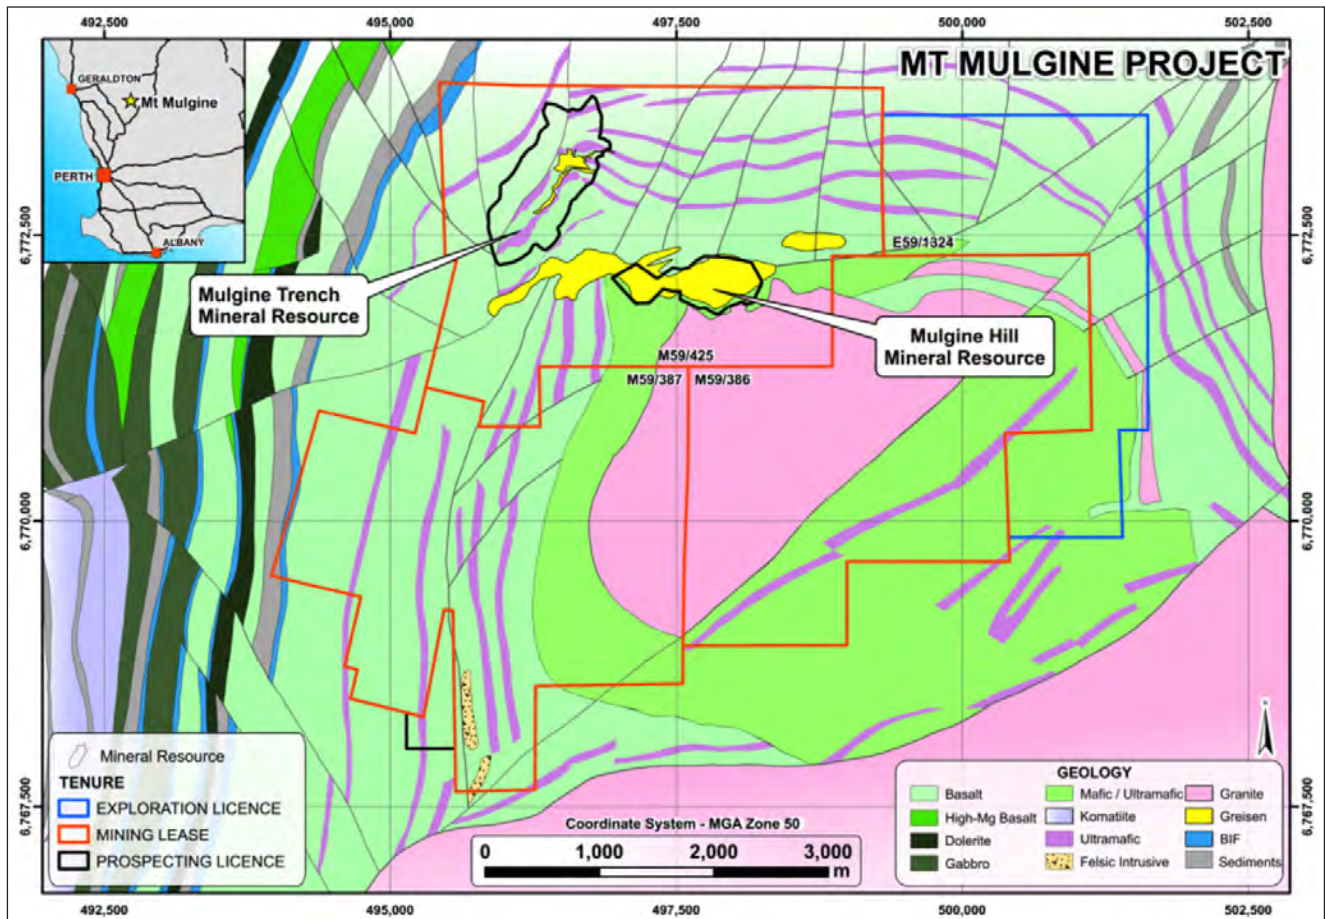 492,500 495,000 497,500 500,000 502,500
MT MULGINE PROJECT
GERALDTON
Mt Mulgine
PERTH
ALBANY
6,772,500
6,772,500
E59/1324
Mulgine Trench
Mineral Resource
Mulgine Hill
Mineral Resource
M59/425
M59/387 M59/386
6,770,000
6,770,000
Mineral Resource
TENURE
EXPLORATION LICENCE
MINING LEASE
PROSPECTING LICENCE
6,767,500
6,767,500
Coordinate System - MGA Zone 50
0 1,000 2,000 3,000
m
GEOLOGY
Basalt
High-Mg Basalt
Dolerite
Gabbro
Mafic / Ultramafic
Komatiite
Ultramafic
Felsic Intrusive
Granite
Greisen
BIF
Sediments
492,500 495,000 497,500 500,000 502,500